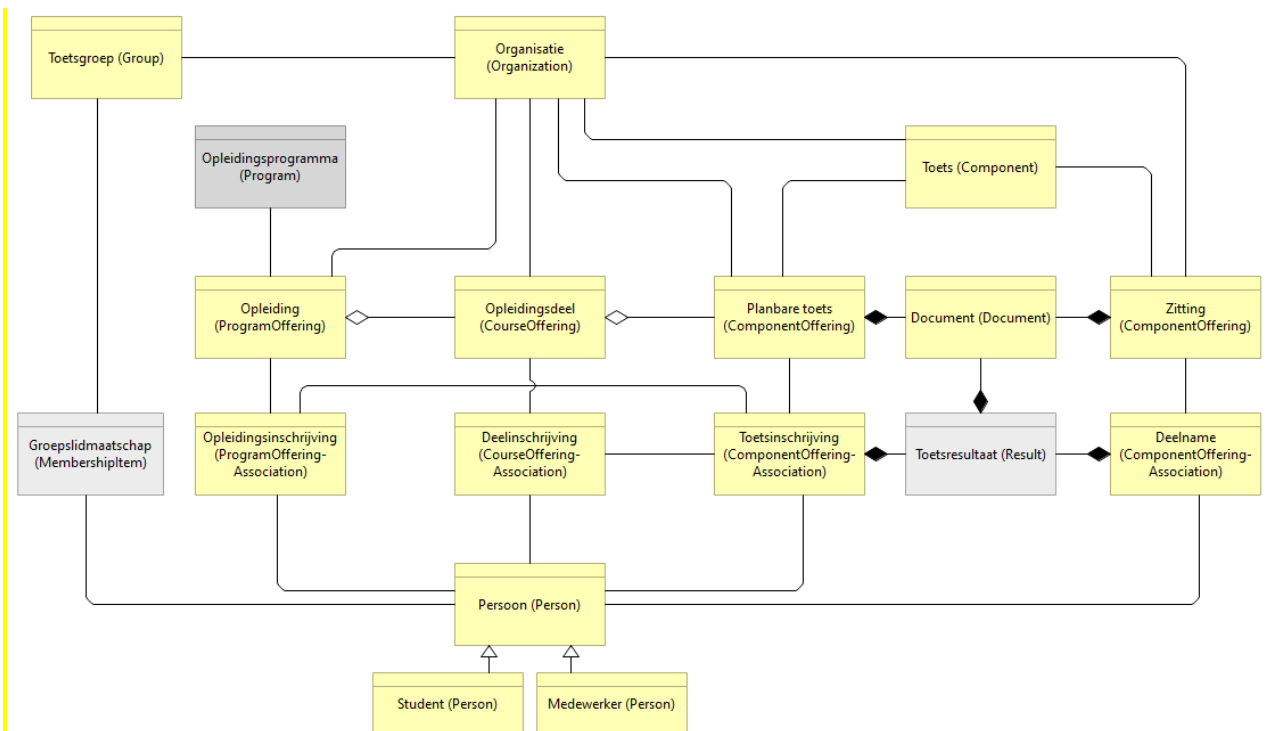 Toetsgroep (Group)
Organisatie
(Organization)
Opleidingsprogramma
(Program)
Toets (Component)
Opleiding
(ProgramOffering)
Opleidingsdeel
(CourseOffering)
Planbare toets
(ComponentOffering)
Document (Document)
Zitting
(ComponentOffering)
Groepslidmaatschap
(MembershipItem)
Opleidingsinschrijving
(ProgramOffering-
Association)
Deelinschrijving
(CourseOffering-
Association)
Toetsinschrijving
(ComponentOffering-
Association)
Toetsresultaat (Result)
Deelname
(ComponentOffering-
Association)
Persoon (Person)
Student (Person)
Medewerker (Person)